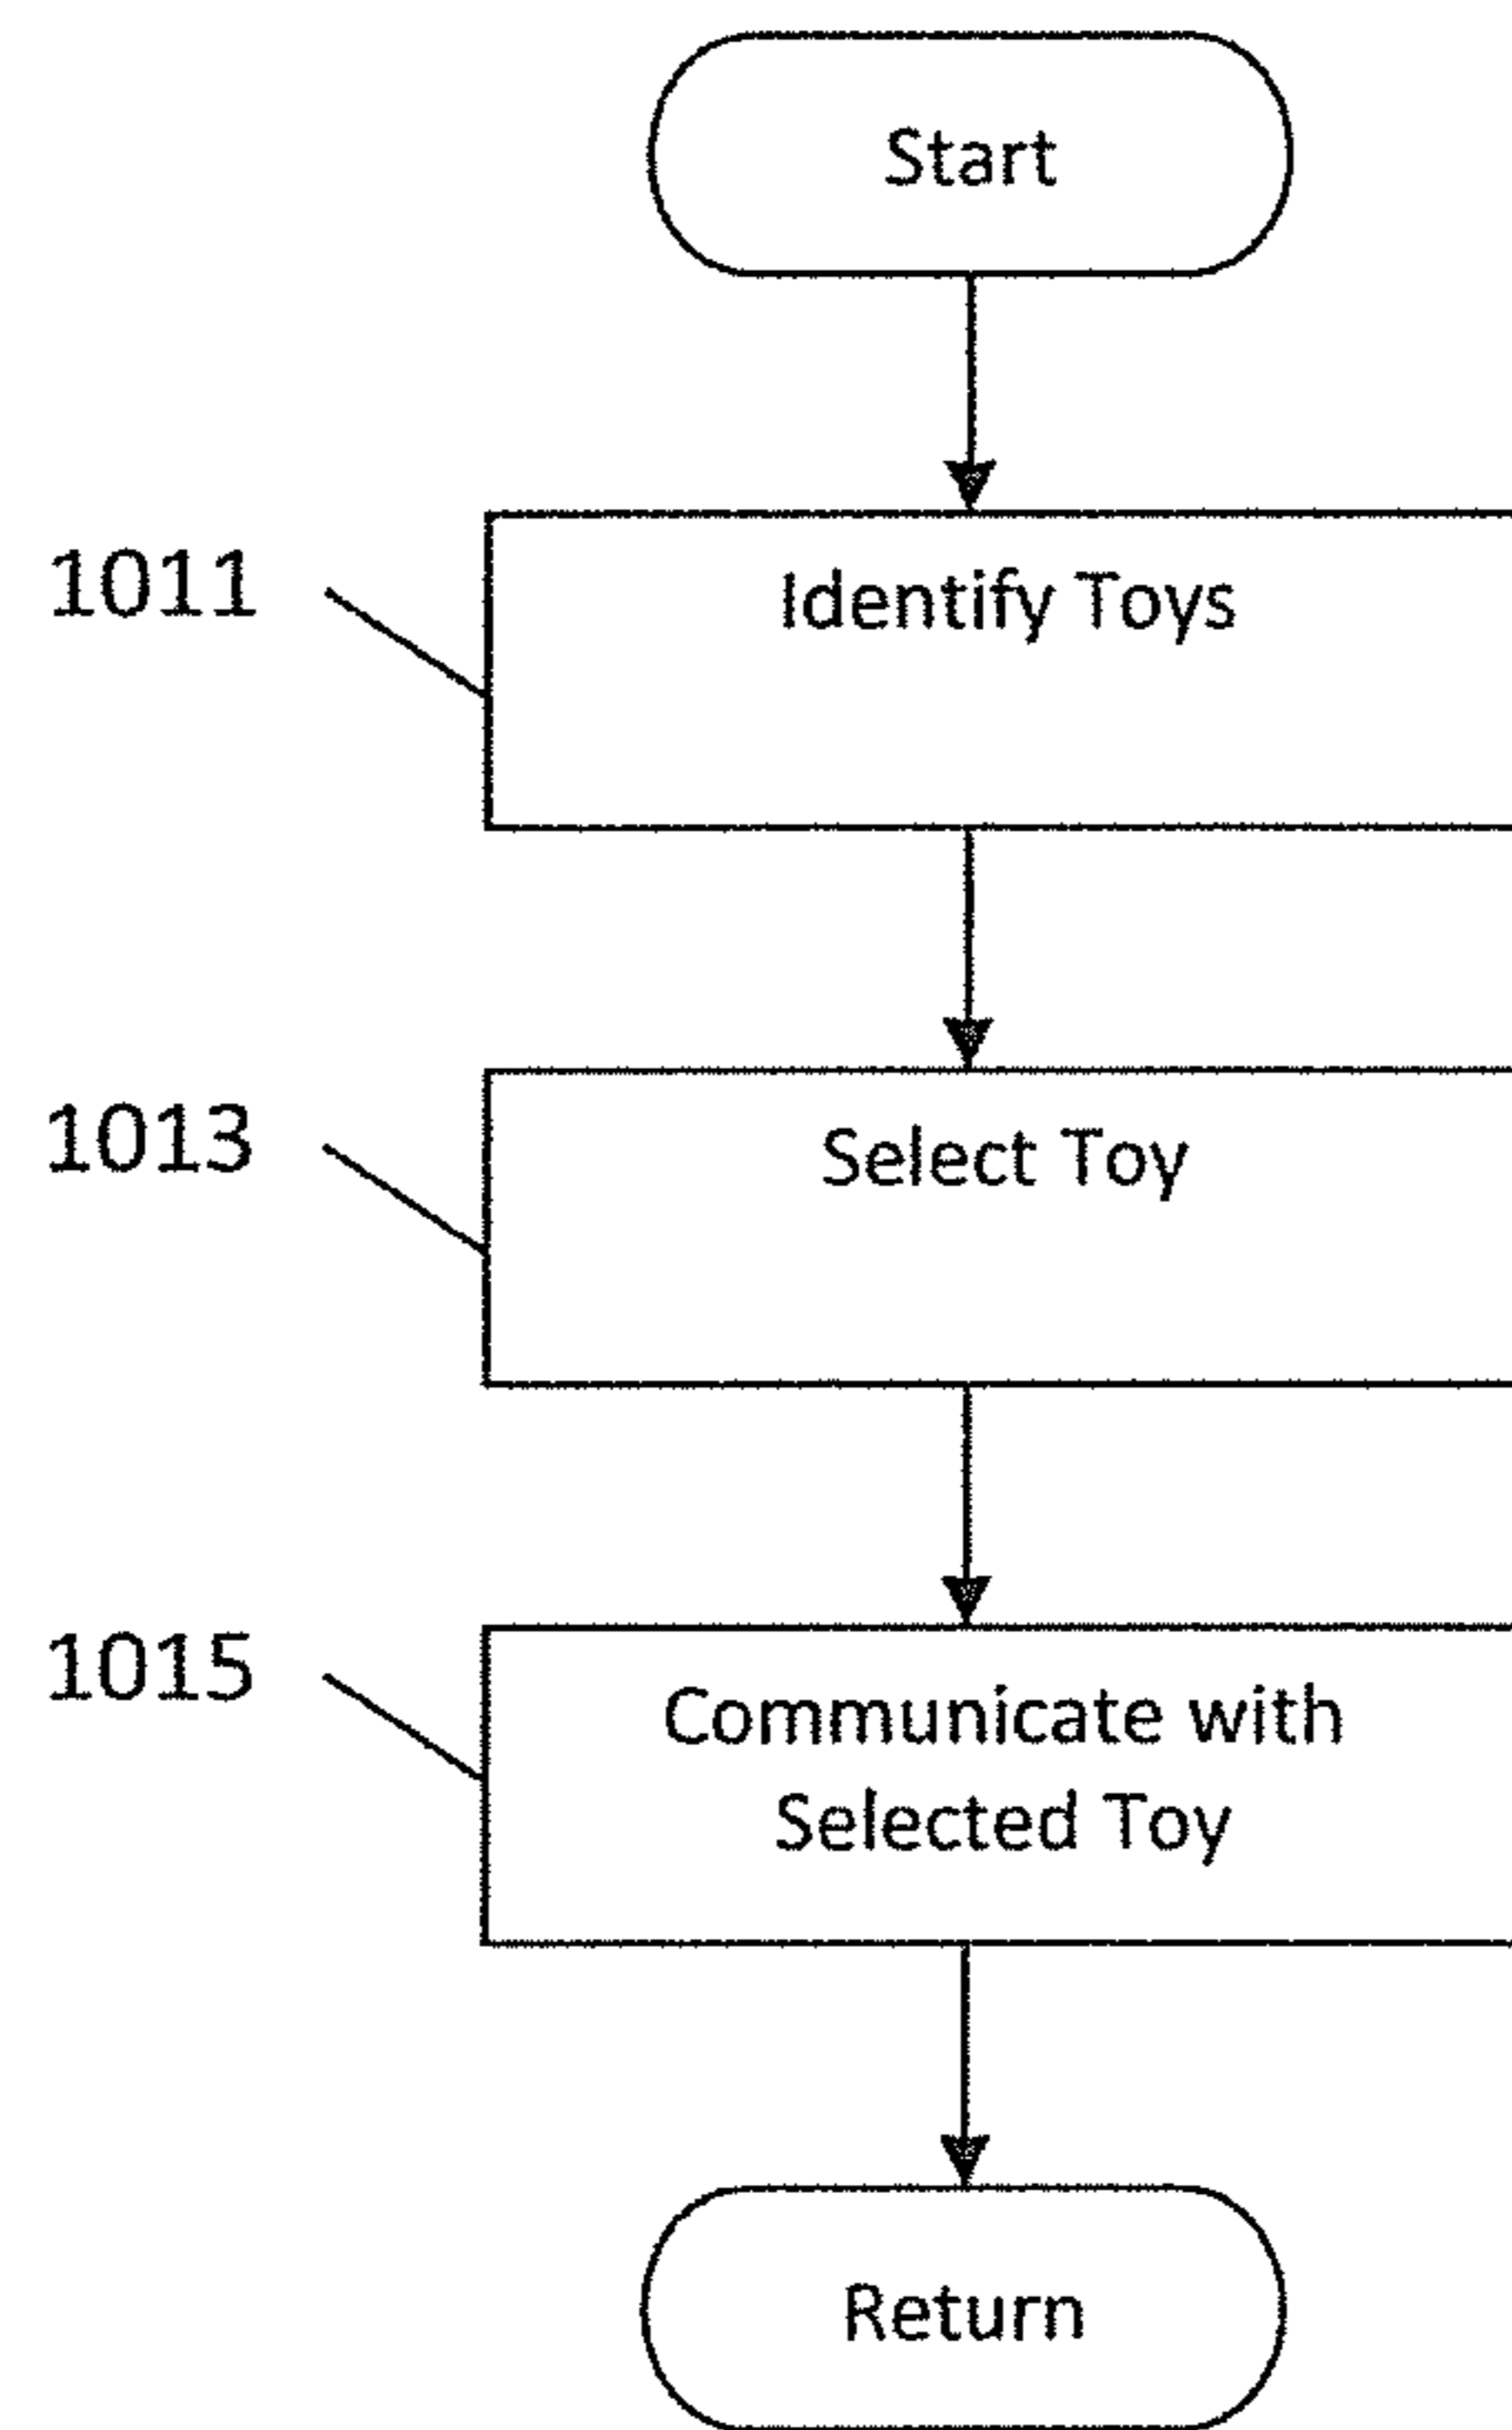 Start
1011
Identify Toys
1013
Select Toy
1015
Communicate with
Selected Toy
Return